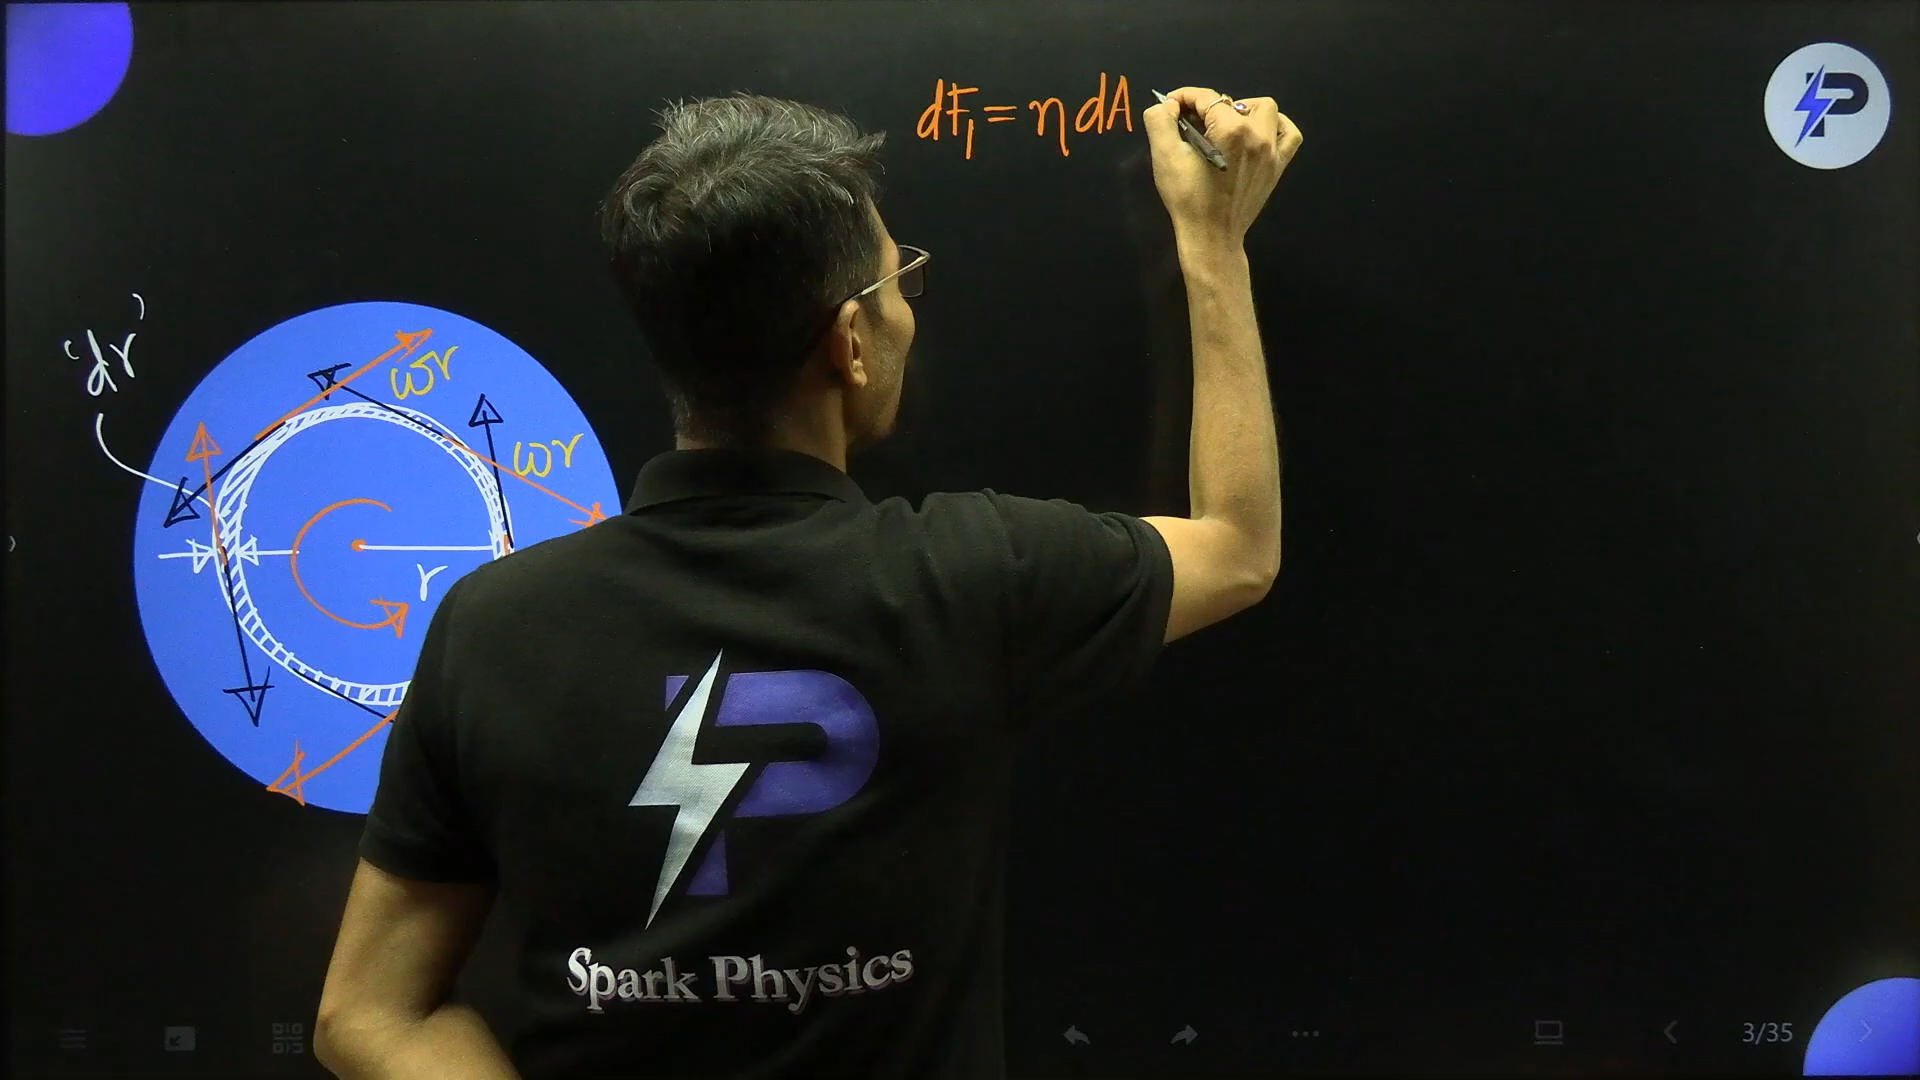 dF₁ = η dA
'dr'
ωr
ωr
r
P
P
Spark Physics
3/35